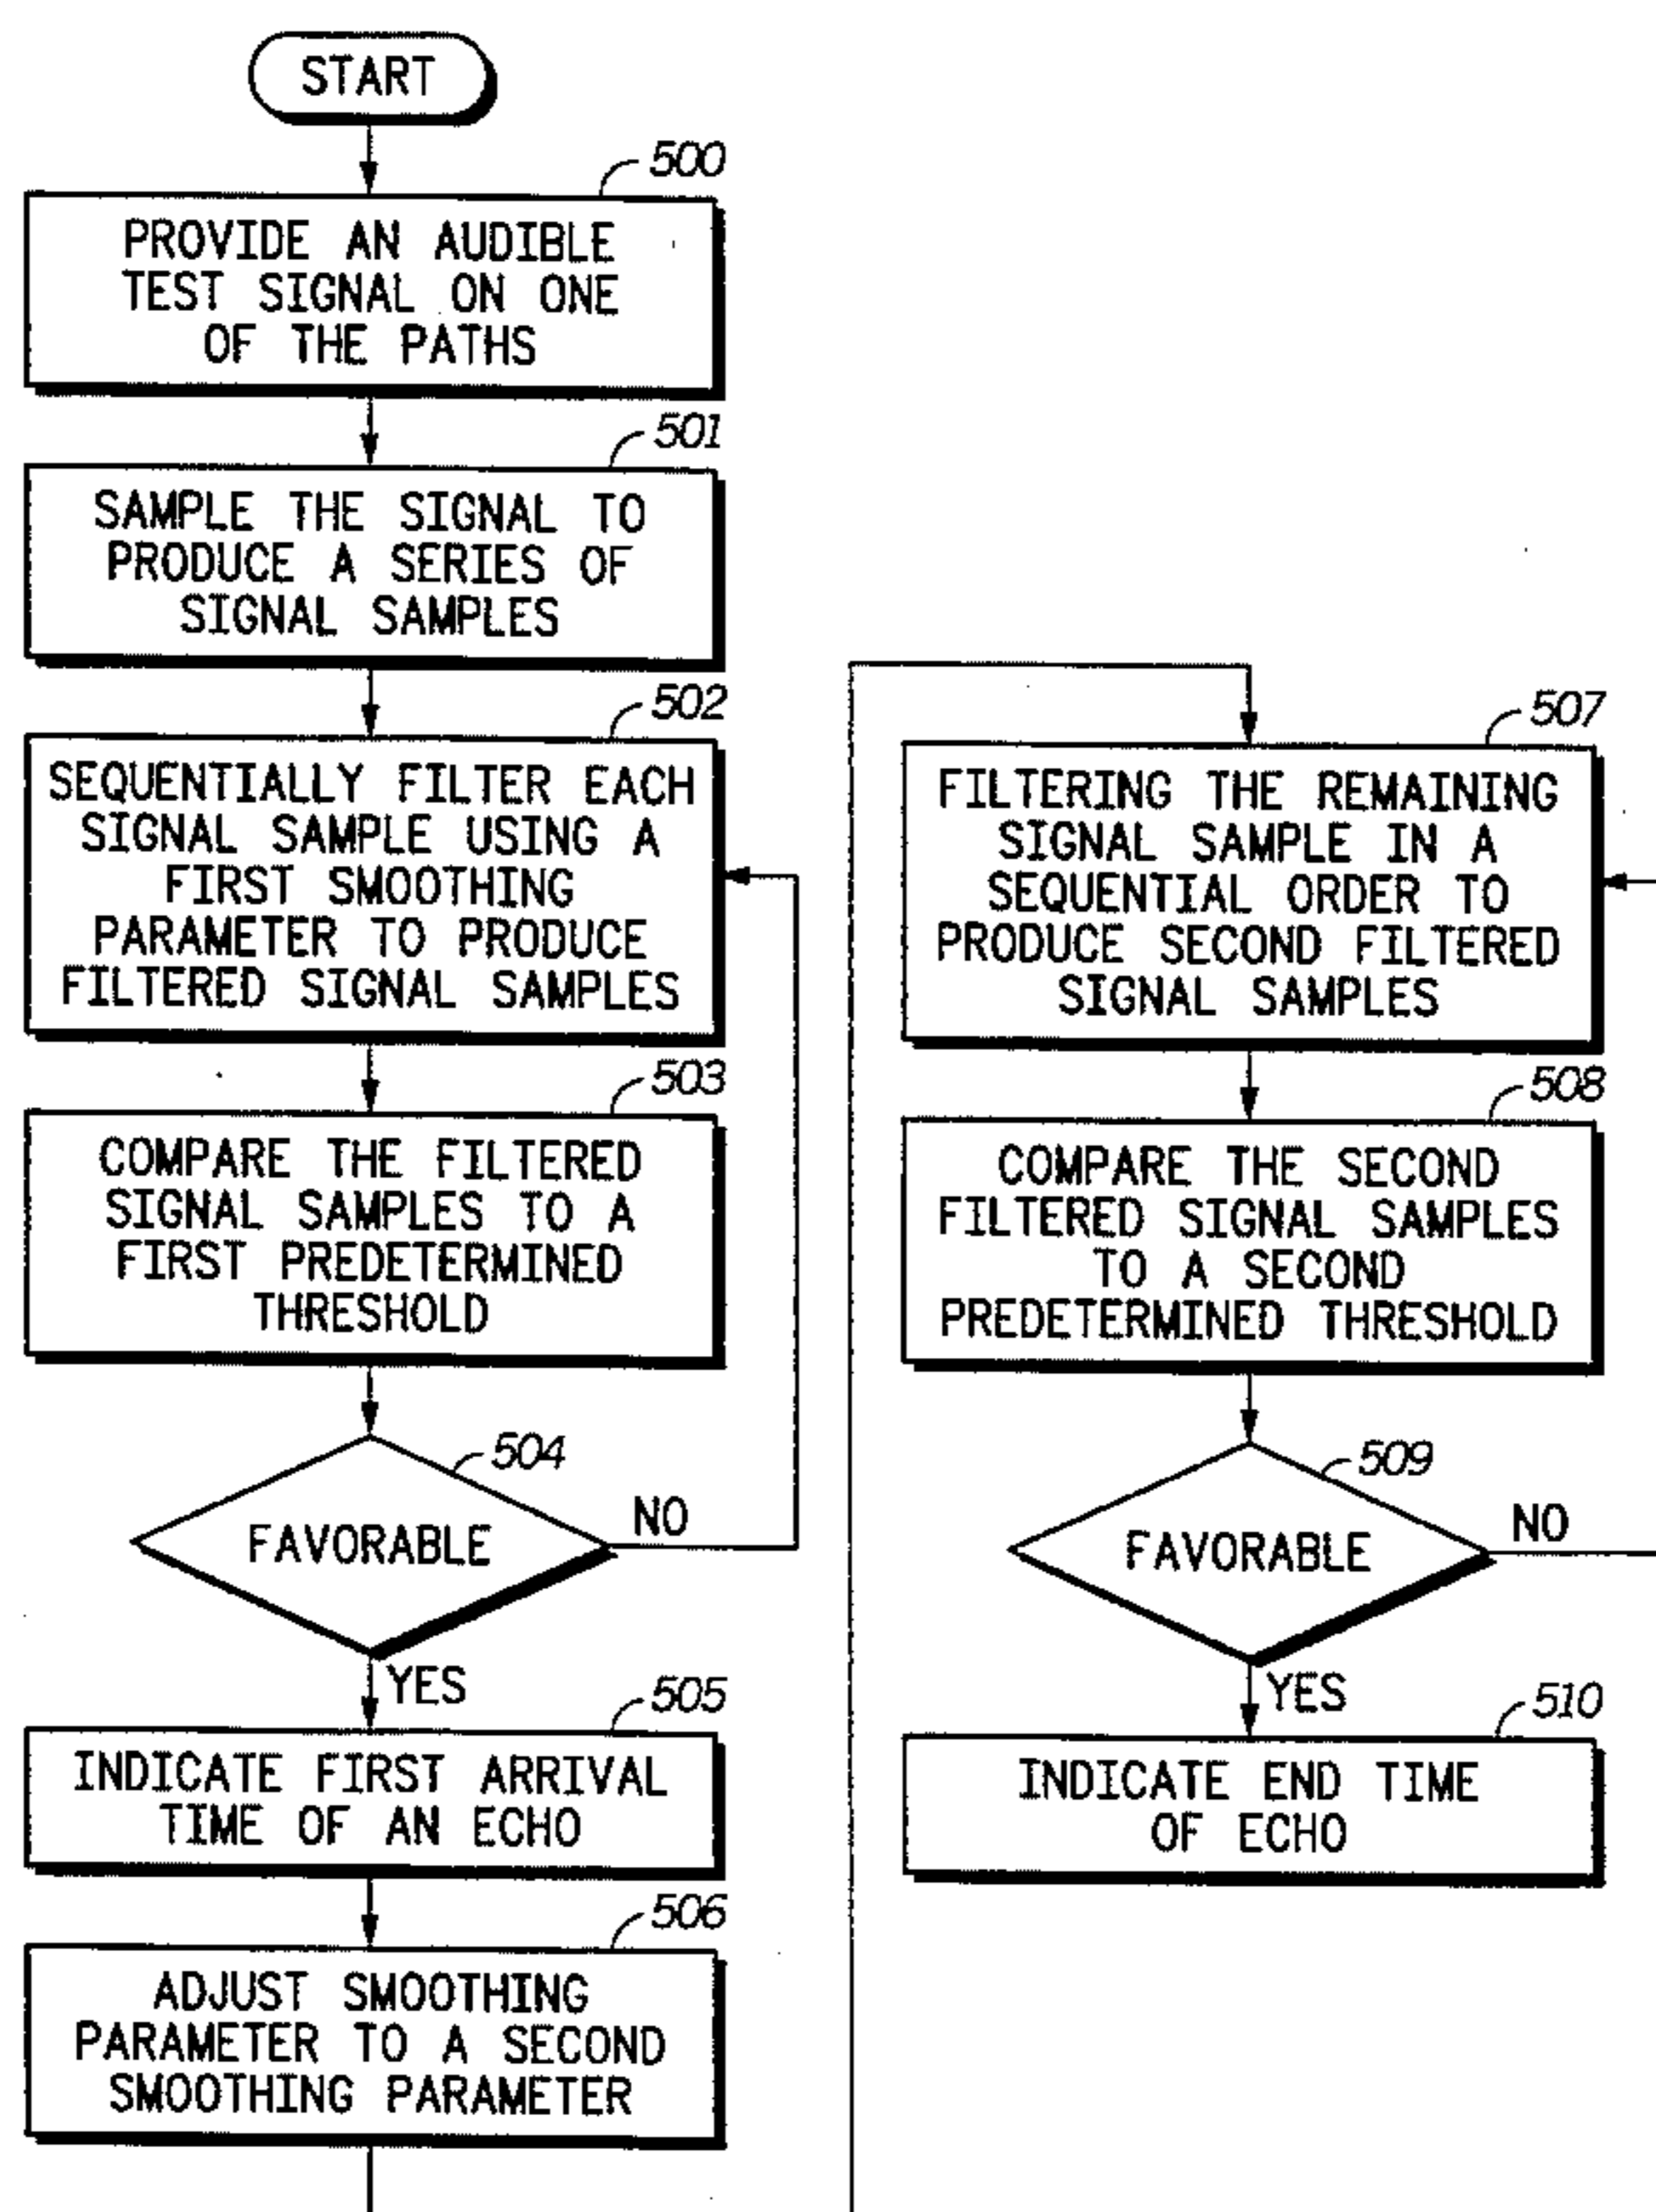 START
500
PROVIDE AN AUDIBLE
TEST SIGNAL ON ONE
OF THE PATHS
501
SAMPLE THE SIGNAL TO
PRODUCE A SERIES OF
SIGNAL SAMPLES
502
SEQUENTIALLY FILTER EACH
SIGNAL SAMPLE USING A
FIRST SMOOTHING
PARAMETER TO PRODUCE
FILTERED SIGNAL SAMPLES
503
COMPARE THE FILTERED
SIGNAL SAMPLES TO A
FIRST PREDETERMINED
THRESHOLD
504
FAVORABLE
NO
YES
505
INDICATE FIRST ARRIVAL
TIME OF AN ECHO
506
ADJUST SMOOTHING
PARAMETER TO A SECOND
SMOOTHING PARAMETER
507
FILTERING THE REMAINING
SIGNAL SAMPLE IN A
SEQUENTIAL ORDER TO
PRODUCE SECOND FILTERED
SIGNAL SAMPLES
508
COMPARE THE SECOND
FILTERED SIGNAL SAMPLES
TO A SECOND
PREDETERMINED THRESHOLD
509
FAVORABLE
NO
YES
510
INDICATE END TIME
OF ECHO